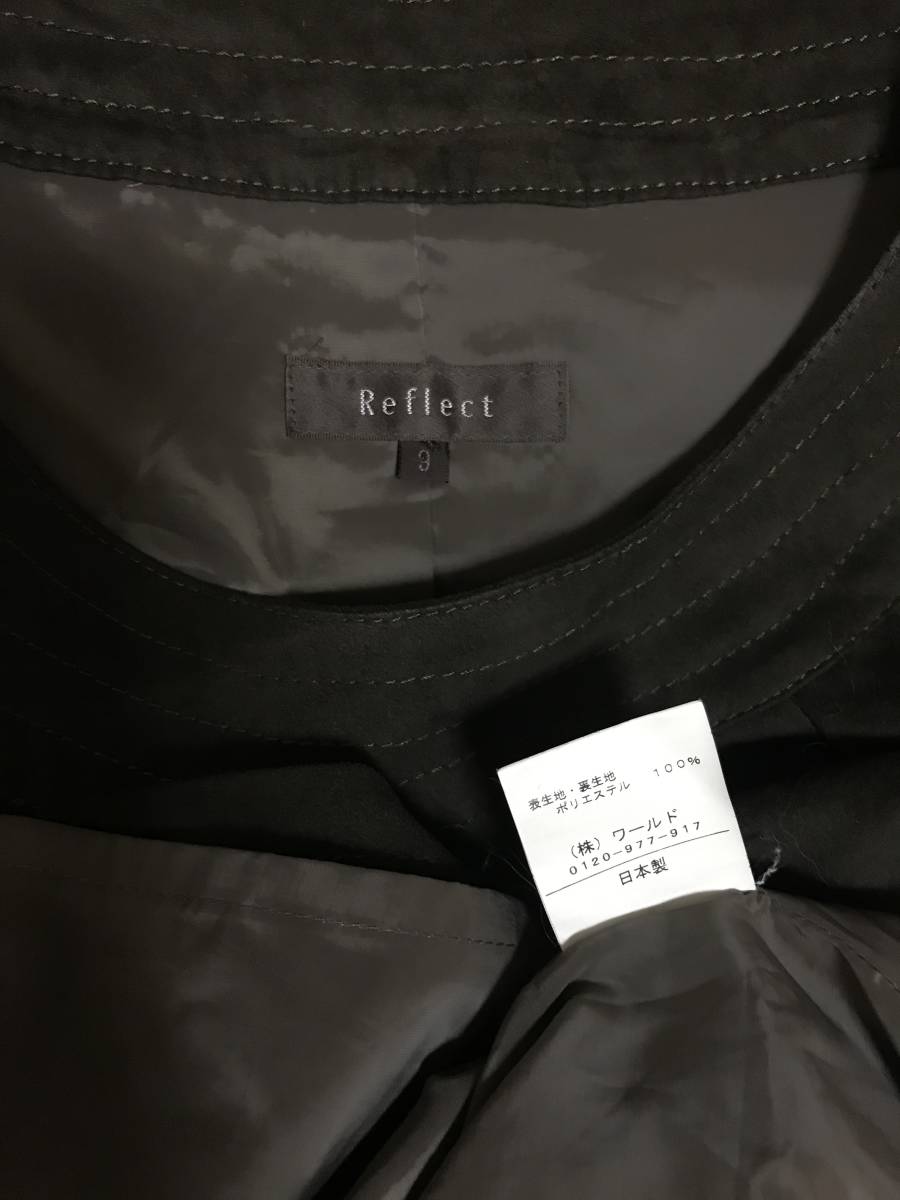 Reflect
9
表生地・裏生地 100%
ポリエステル
(株) ワールド
0120-977-917
日本製